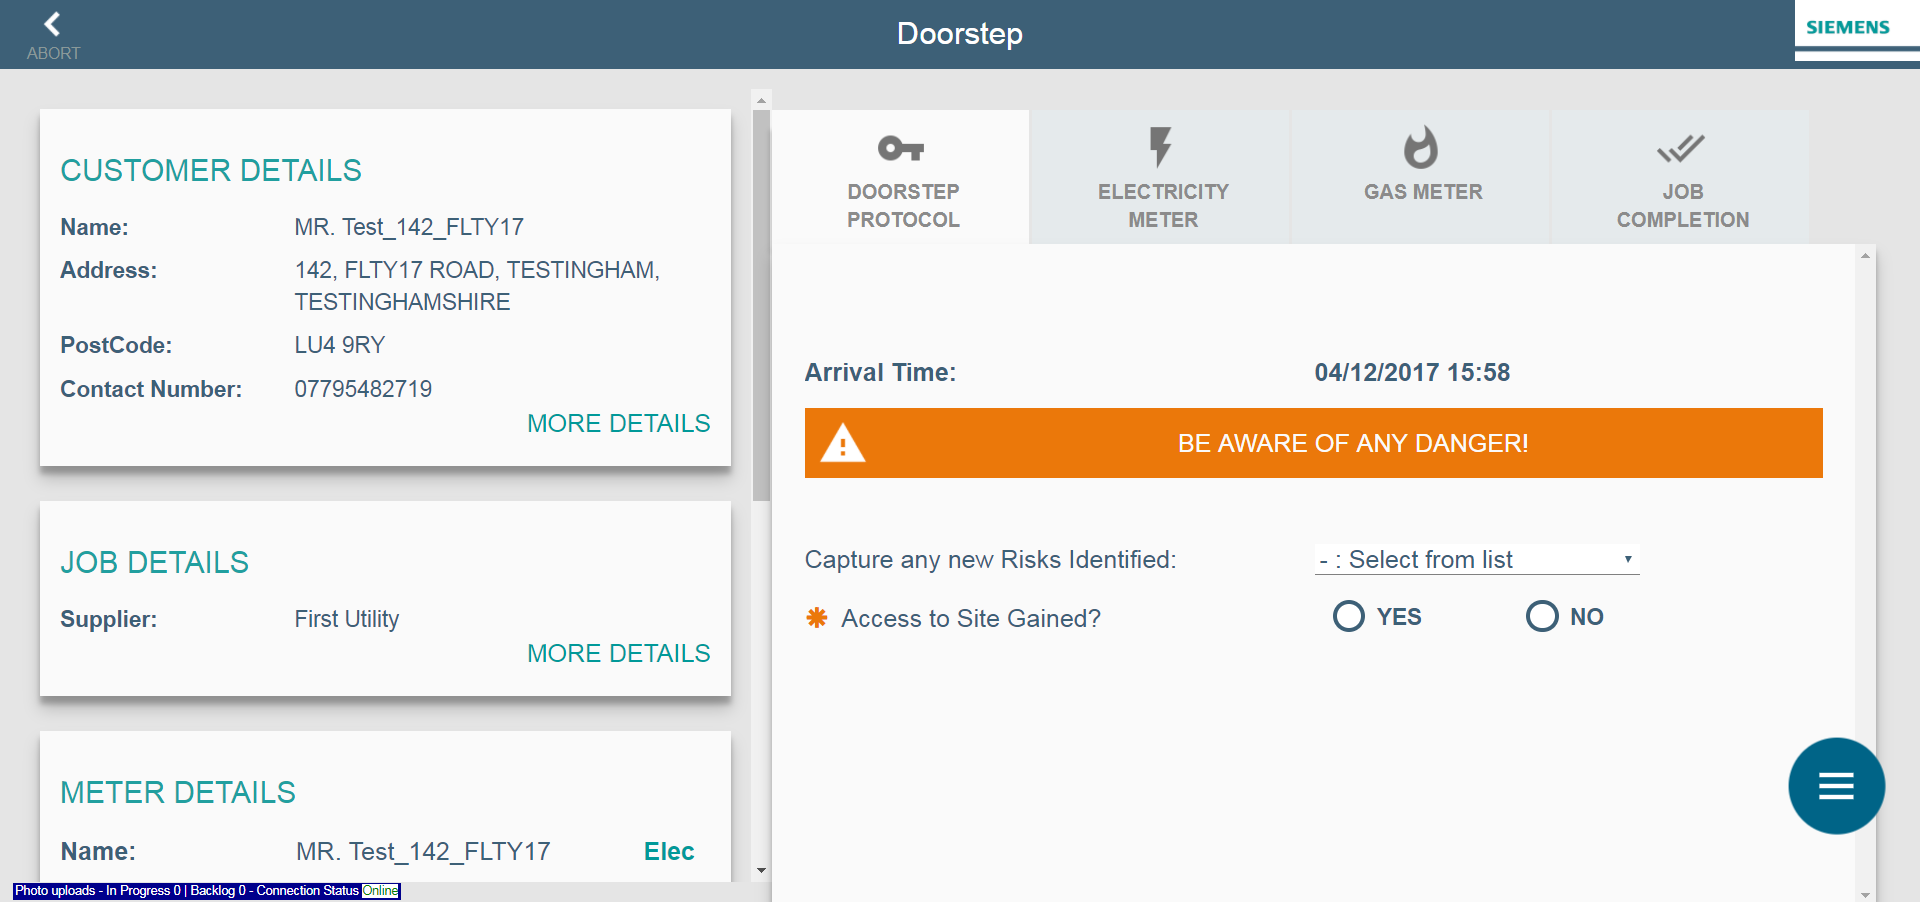 ABORT
Doorstep
SIEMENS
CUSTOMER DETAILS
Name: MR. Test_142_FLTY17
Address: 142, FLTY17 ROAD, TESTINGHAM,
TESTINGHAMSHIRE
PostCode: LU4 9RY
Contact Number: 07795482719
MORE DETAILS
JOB DETAILS
Supplier: First Utility
MORE DETAILS
METER DETAILS
Name: MR. Test_142_FLTY17 Elec
Photo uploads - In Progress 0 | Backlog 0 - Connection Status Online
DOORSTEP
PROTOCOL
ELECTRICITY
METER
GAS METER
JOB
COMPLETION
Arrival Time: 04/12/2017 15:58
BE AWARE OF ANY DANGER!
Capture any new Risks Identified: - : Select from list
Access to Site Gained? YES NO